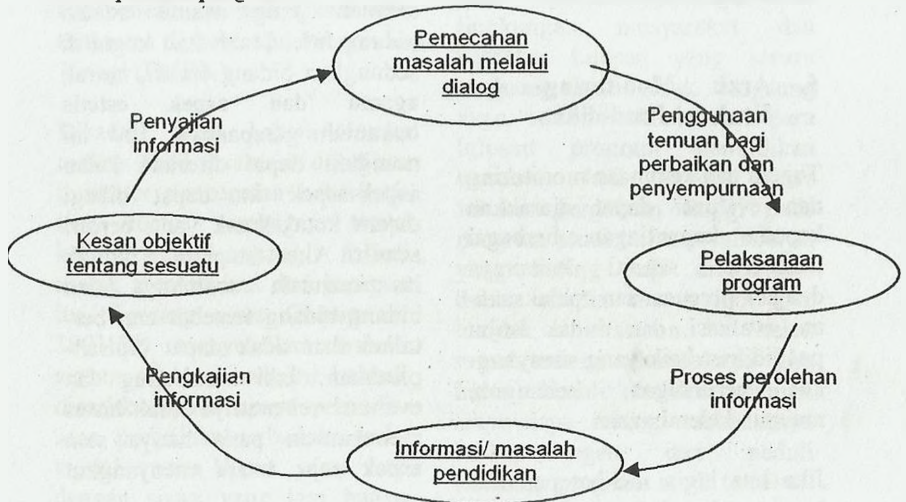 Pemecahan
masalah melalui
dialog
Penyajian
informasi
Penggunaan
temuan bagi
perbaikan dan
penyempurnaan
Kesan objektif
tentang sesuatu
Pelaksanaan
program
Pengkajian
informasi
Proses perolehan
informasi
Informasi/ masalah
pendidikan